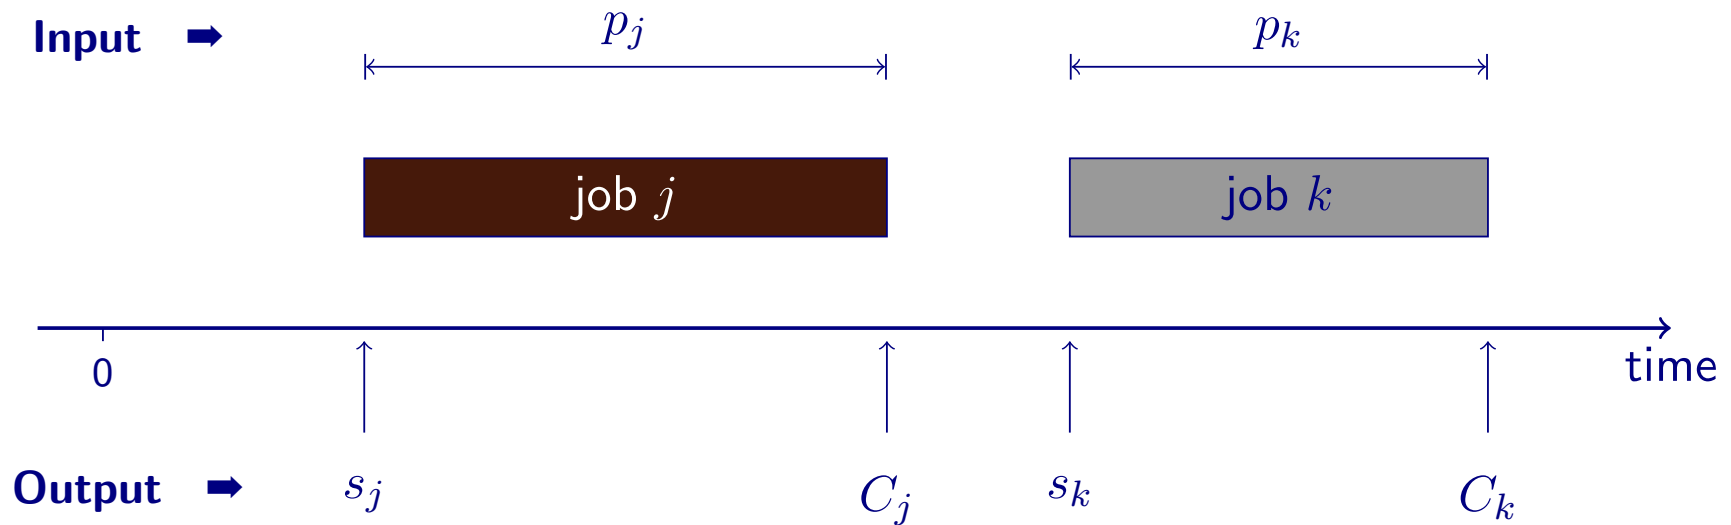 Input ➡ $p_j$ $p_k$
job $j$ job $k$
0 time
Output ➡ $s_j$ $C_j$ $s_k$ $C_k$